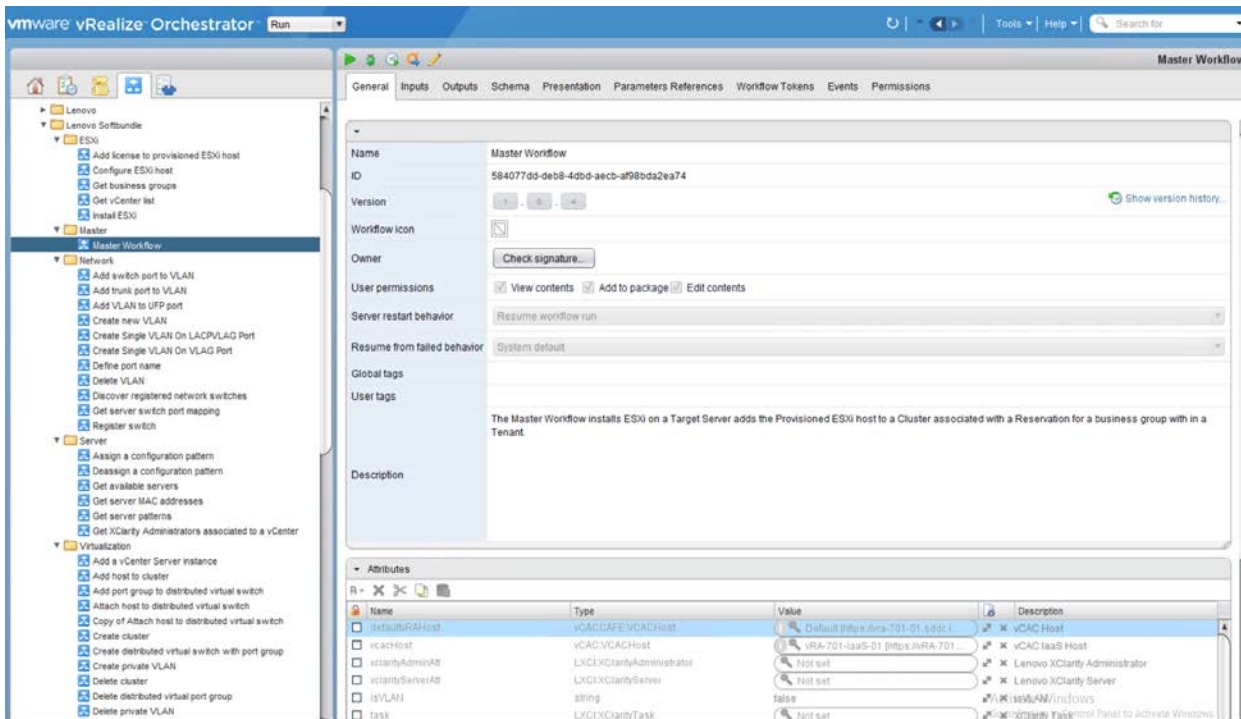 vmware vRealize Orchestrator Run
Tools Help Search for
Master Workflow
General Inputs Outputs Schema Presentation Parameters References Workflow Tokens Events Permissions
Lenovo
Lenovo Softbundle
ESXi
Add license to provisioned ESXi host
Configure ESXi host
Get business groups
Get vCenter list
Install ESXi
Master
Master Workflow
Network
Add switch port to VLAN
Add trunk port to VLAN
Add VLAN to UFP port
Create new VLAN
Create Single VLAN On LACPVLAG Port
Create Single VLAN On VLAG Port
Define port name
Delete VLAN
Discover registered network switches
Get server switch port mapping
Register switch
Server
Assign a configuration pattern
Deassign a configuration pattern
Get available servers
Get server MAC addresses
Get server patterns
Get XClarity Administrators associated to a vCenter
Virtualization
Add a vCenter Server instance
Add host to cluster
Add port group to distributed virtual switch
Attach host to distributed virtual switch
Copy of Attach host to distributed virtual switch
Create cluster
Create distributed virtual switch with port group
Create private VLAN
Delete cluster
Delete distributed virtual port group
Delete private VLAN
Name Master Workflow
ID 584077dd-deb8-4dbd-aecb-af98bda2ea74
Version Show version history...
Workflow icon
Owner Check signature...
User permissions View contents Add to package Edit contents
Server restart behavior Resume workflow run
Resume from failed behavior System default
Global tags
User tags
Description The Master Workflow installs ESXi on a Target Server adds the Provisioned ESXi host to a Cluster associated with a Reservation for a business group with in a
Tenant.
Attributes
Name Type Value Description
defaultVRAHost vCACCAFE:VCACHost vCAC Host
vcacHost vCAC:VCACHost vCAC IaaS Host
xclarityAdminAtt LXCI:XClarityAdministrator Not set Lenovo XClarity Administrator
xclarityServerAtt LXCI:XClarityServer Not set Lenovo XClarity Server
isVLAN string false isVLAN
task LXCI:XClarityTask Not set XClarity Task